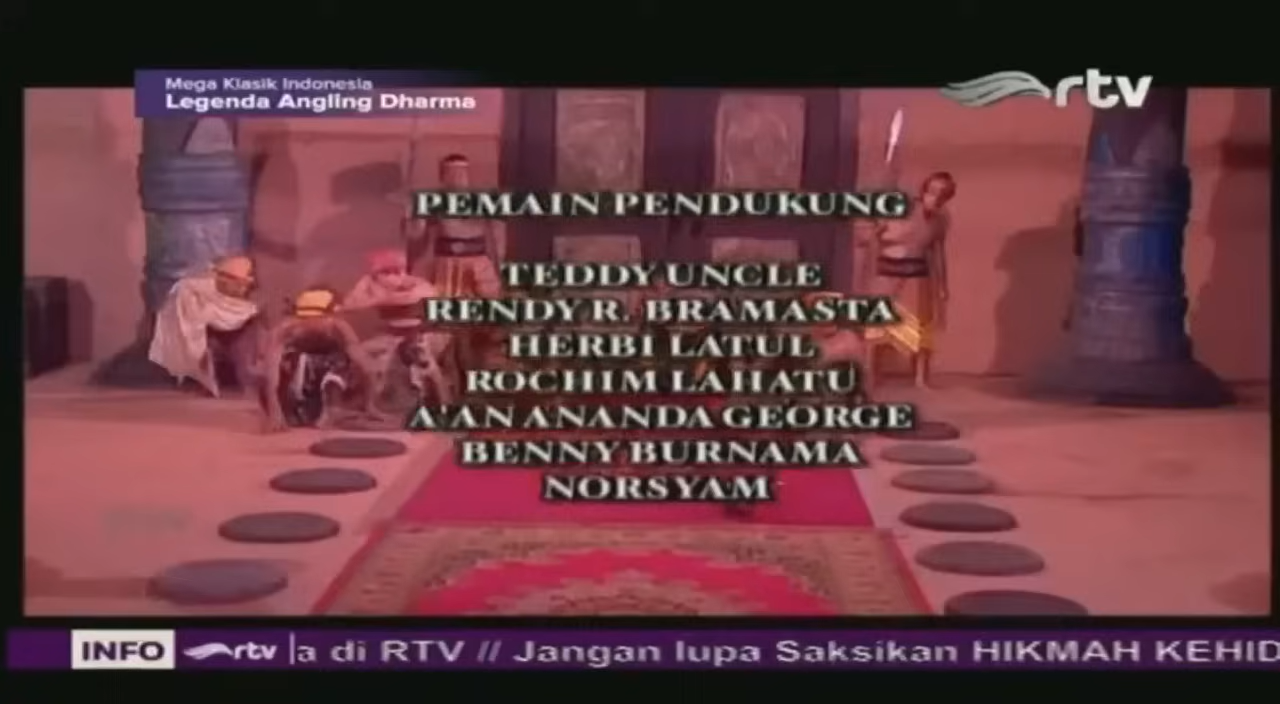 Mega Klasik Indonesia
Legenda Angling Dharma
rtv
PEMAIN PENDUKUNG
TEDDY UNCLE
RENDY R. BRAMASTA
HERBI LATUL
ROCHIM LAHATU
A'AN ANANDA GEORGE
BENNY BURNAMA
NORSYAM
INFO rtv a di RTV // Jangan lupa Saksikan HIKMAH KEHID